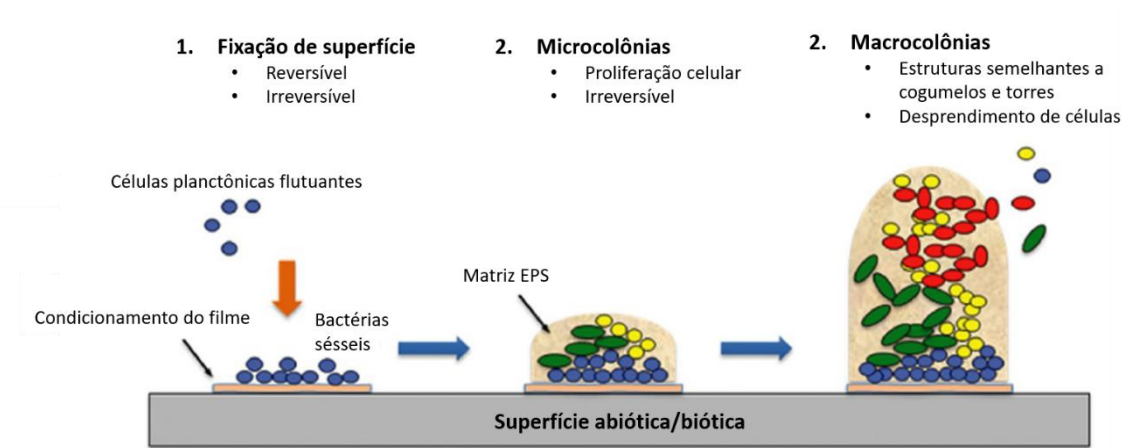 1. Fixação de superfície
• Reversível
• Irreversível
2. Microcolônias
• Proliferação celular
• Irreversível
2. Macrocolônias
• Estruturas semelhantes a
cogumelos e torres
• Desprendimento de células
Células planctônicas flutuantes
Condicionamento do filme
Bactérias
sésseis
Matriz EPS
Superfície abiótica/biótica